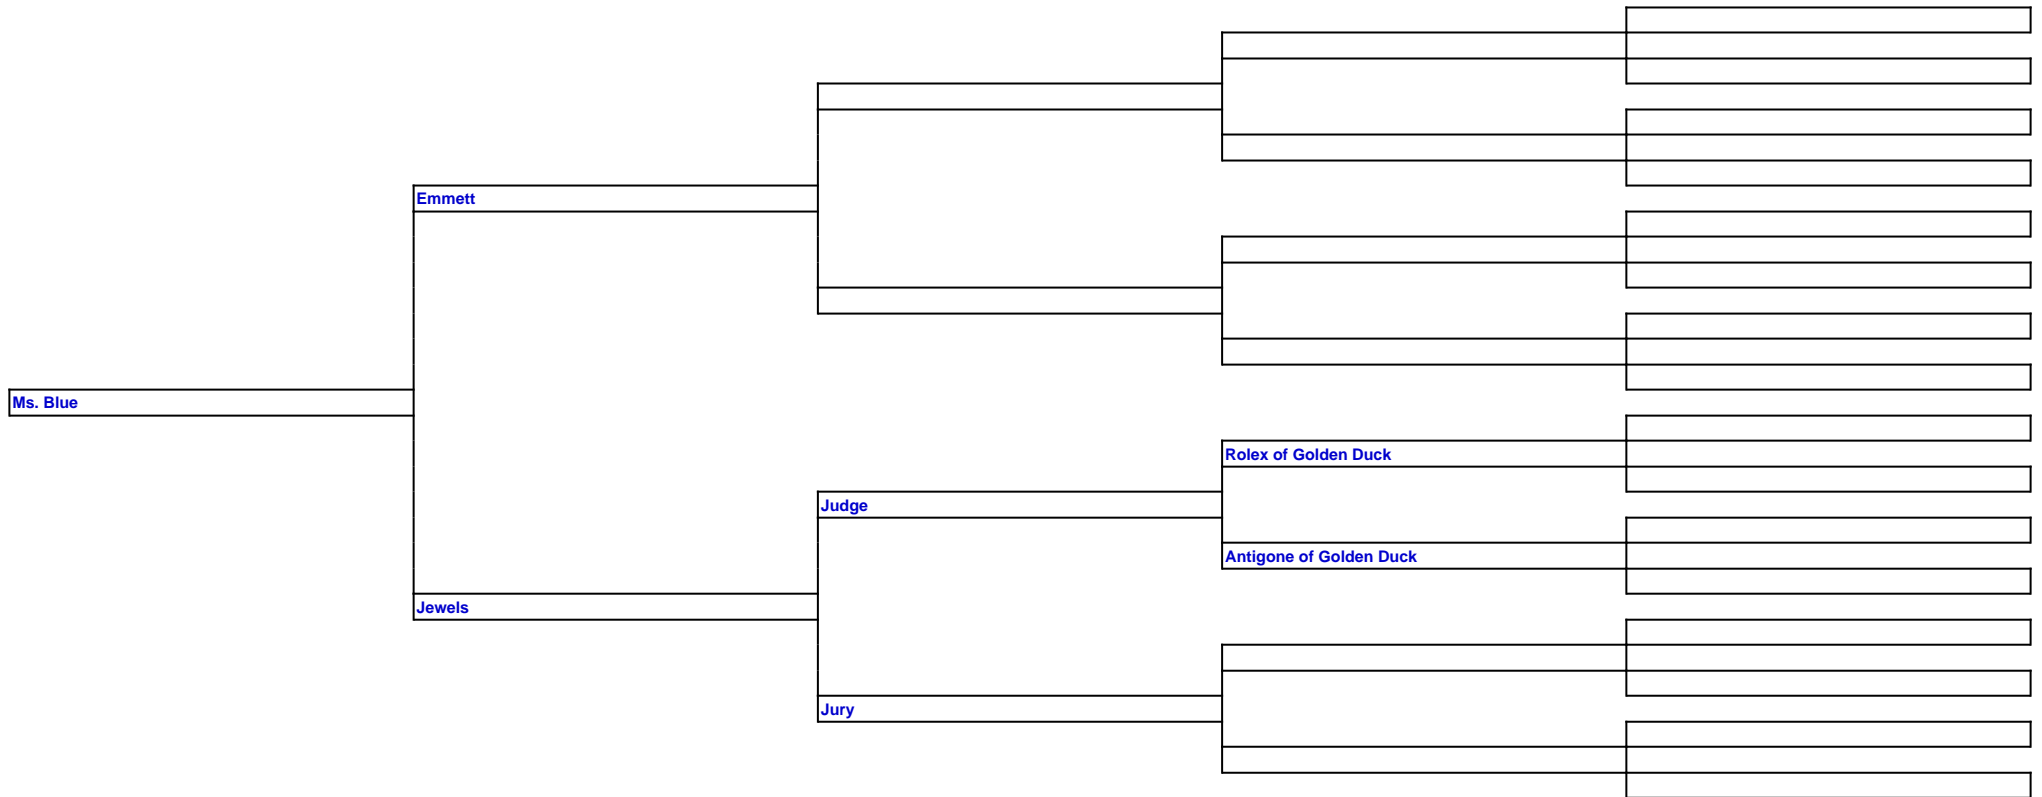 Emmett
Ms. Blue
Rolex of Golden Duck
Judge
Antigone of Golden Duck
Jewels
Jury